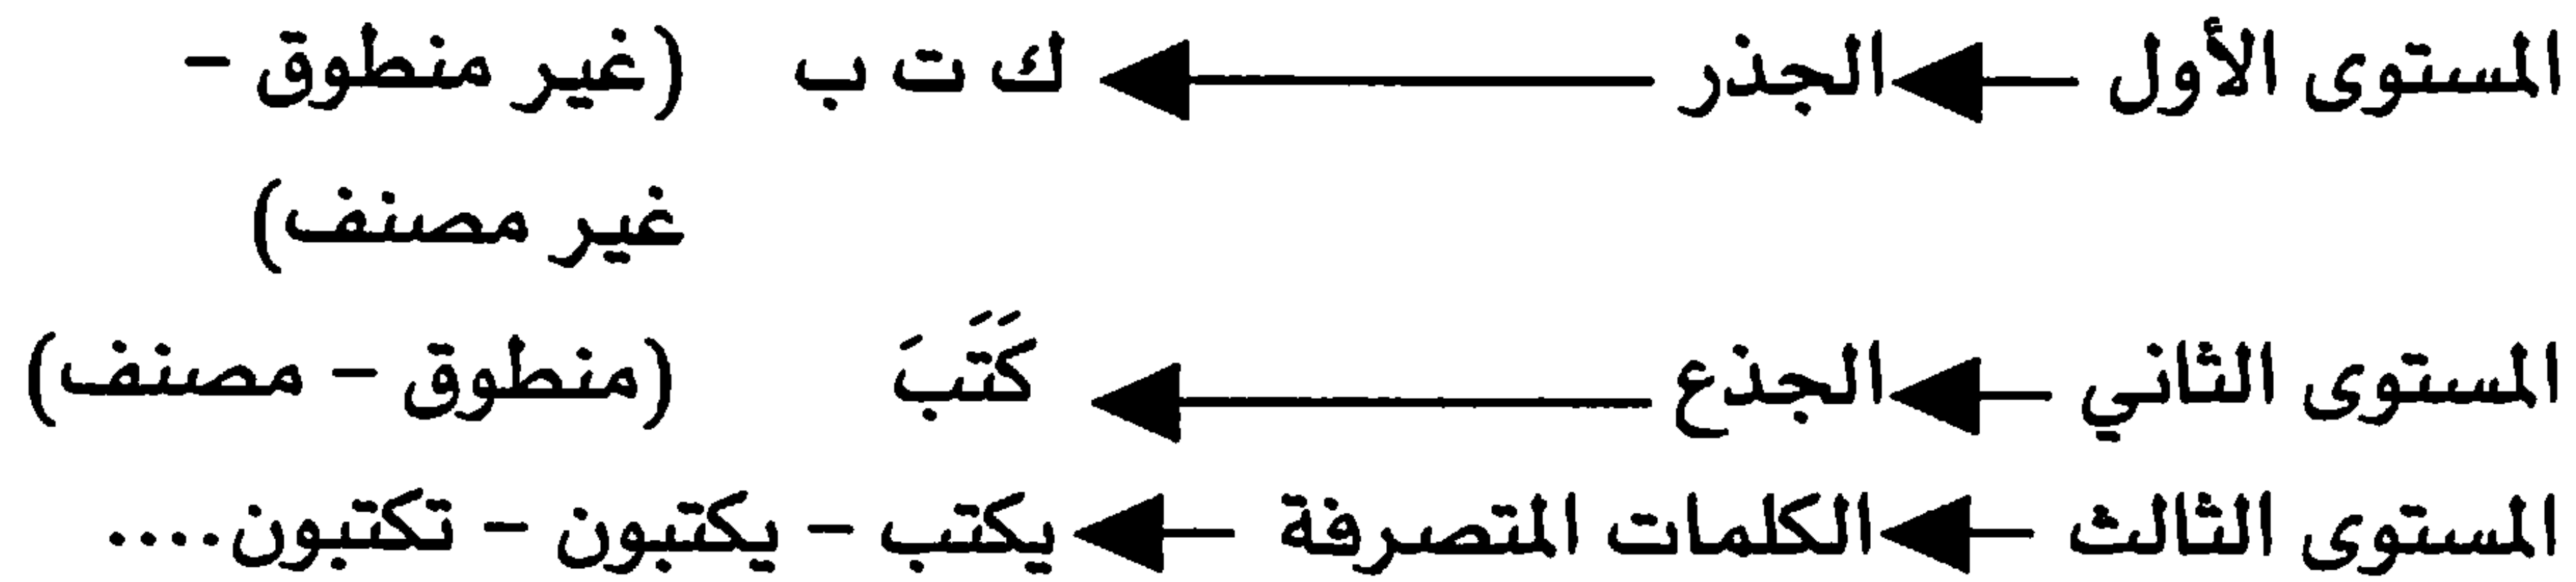 المستوى الأول ← الجذر ← ك ت ب (غير منطوق –
غير مصنف)
المستوى الثاني ← الجذع ← كَتَبَ (منطوق – مصنف)
المستوى الثالث ← الكلمات المتصرفة ← يكتب – يكتبون – تكتبون....